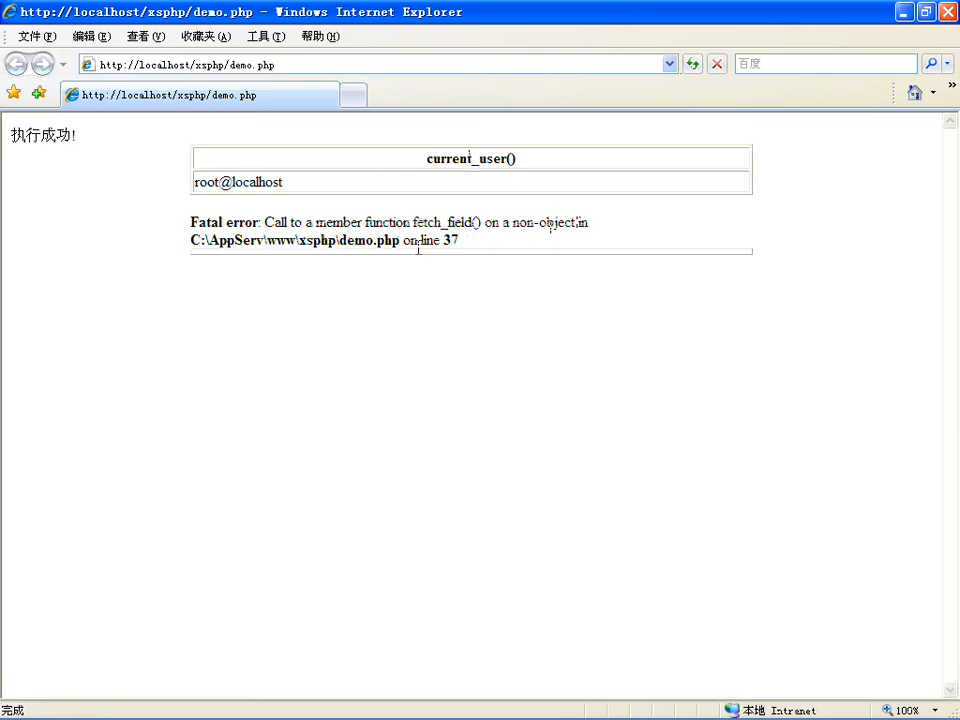 http://localhost/xsphp/demo.php - Windows Internet Explorer
文件(F) 编辑(E) 查看(V) 收藏夹(A) 工具(T) 帮助(H)
http://localhost/xsphp/demo.php 百度
http://localhost/xsphp/demo.php
执行成功!
current_user()
root@localhost
Fatal error: Call to a member function fetch_field() on a non-object in
C:\AppServ\www\xsphp\demo.php on line 37
完成 本地 Intranet 100%